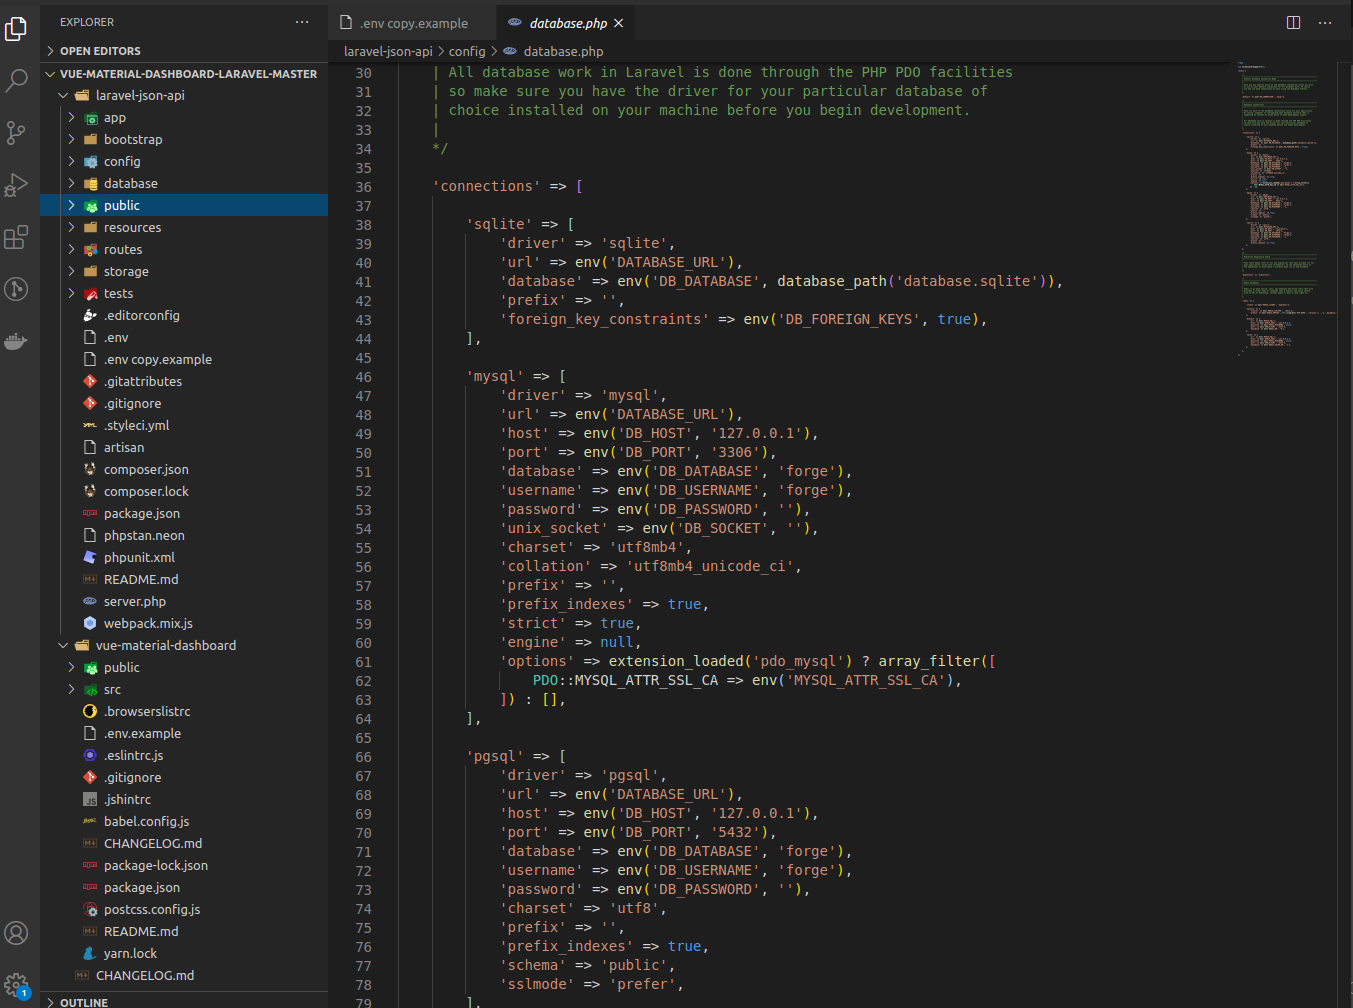 EXPLORER
OPEN EDITORS
VUE-MATERIAL-DASHBOARD-LARAVEL-MASTER
laravel-json-api
app
bootstrap
config
database
public
resources
routes
storage
tests
.editorconfig
.env
.env copy.example
.gitattributes
.gitignore
.styleci.yml
artisan
composer.json
composer.lock
package.json
phpstan.neon
phpunit.xml
README.md
server.php
webpack.mix.js
vue-material-dashboard
public
src
.browserslistrc
.env.example
.eslintrc.js
.gitignore
.jshintrc
babel.config.js
CHANGELOG.md
package-lock.json
package.json
postcss.config.js
README.md
yarn.lock
CHANGELOG.md
OUTLINE
1
.env copy.example database.php
laravel-json-api > config > database.php
30 | All database work in Laravel is done through the PHP PDO facilities
31 | so make sure you have the driver for your particular database of
32 | choice installed on your machine before you begin development.
33 |
34 */
35
36 'connections' => [
37
38 'sqlite' => [
39 'driver' => 'sqlite',
40 'url' => env('DATABASE_URL'),
41 'database' => env('DB_DATABASE', database_path('database.sqlite')),
42 'prefix' => '',
43 'foreign_key_constraints' => env('DB_FOREIGN_KEYS', true),
44 ],
45
46 'mysql' => [
47 'driver' => 'mysql',
48 'url' => env('DATABASE_URL'),
49 'host' => env('DB_HOST', '127.0.0.1'),
50 'port' => env('DB_PORT', '3306'),
51 'database' => env('DB_DATABASE', 'forge'),
52 'username' => env('DB_USERNAME', 'forge'),
53 'password' => env('DB_PASSWORD', ''),
54 'unix_socket' => env('DB_SOCKET', ''),
55 'charset' => 'utf8mb4',
56 'collation' => 'utf8mb4_unicode_ci',
57 'prefix' => '',
58 'prefix_indexes' => true,
59 'strict' => true,
60 'engine' => null,
61 'options' => extension_loaded('pdo_mysql') ? array_filter([
62 PDO::MYSQL_ATTR_SSL_CA => env('MYSQL_ATTR_SSL_CA'),
63 ]) : [],
64 ],
65
66 'pgsql' => [
67 'driver' => 'pgsql',
68 'url' => env('DATABASE_URL'),
69 'host' => env('DB_HOST', '127.0.0.1'),
70 'port' => env('DB_PORT', '5432'),
71 'database' => env('DB_DATABASE', 'forge'),
72 'username' => env('DB_USERNAME', 'forge'),
73 'password' => env('DB_PASSWORD', ''),
74 'charset' => 'utf8',
75 'prefix' => '',
76 'prefix_indexes' => true,
77 'schema' => 'public',
78 'sslmode' => 'prefer',
79 ],